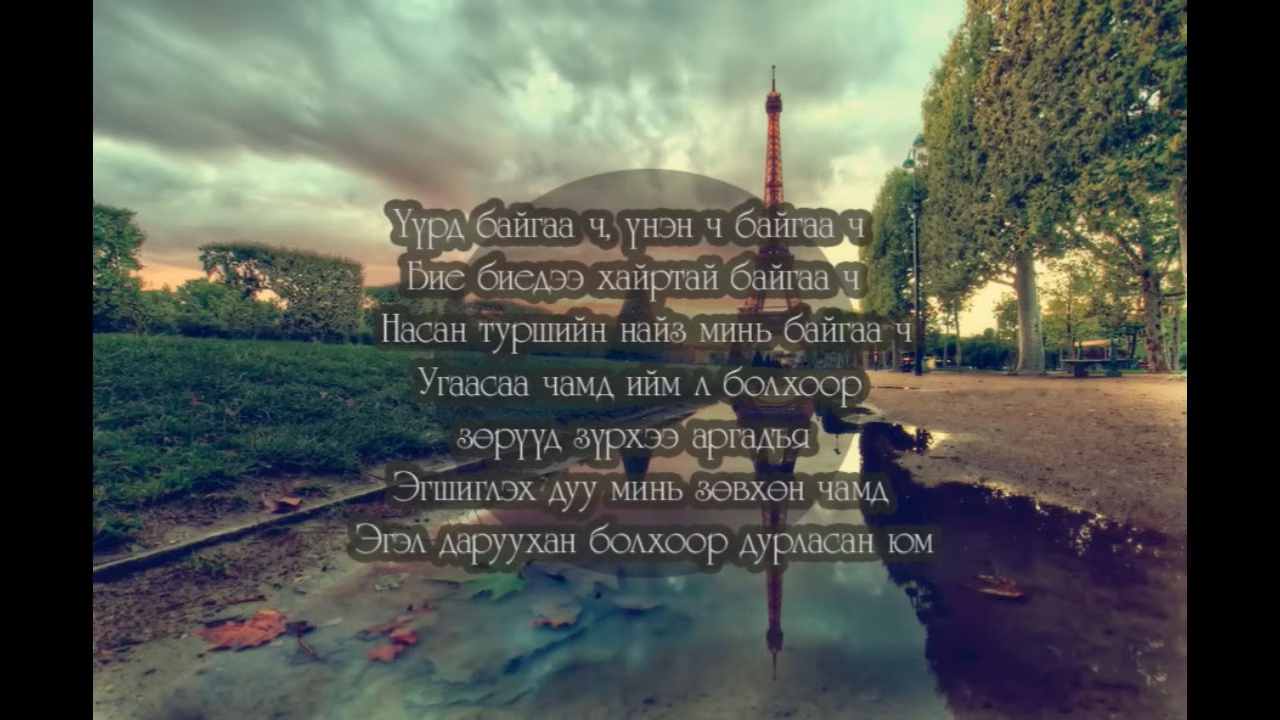 Үүрд байгаа ч, үнэн ч байгаа ч
Бие биедээ хайртай байгаа ч
Насан туршийн найз минь байгаа ч
Угаасаа чамд ийм л болхоор
зөрүүд зүрхээ аргадъя
Эгшиглэх дуу минь зөвхөн чамд
Эгэл даруухан болхоор дурласан юм